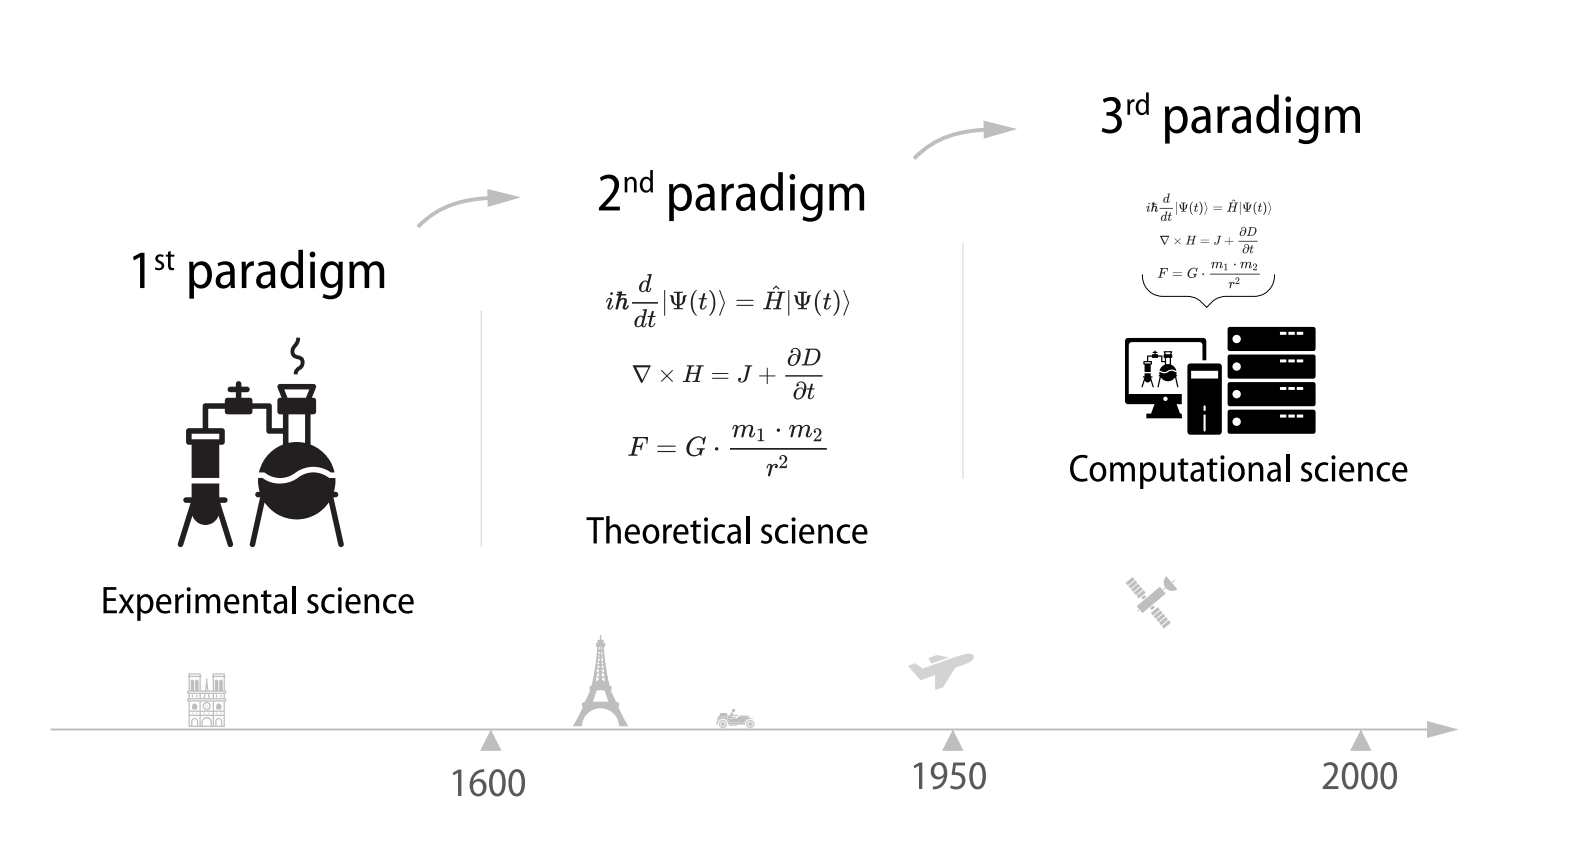 1st paradigm
Experimental science
2nd paradigm
iħ d/dt |Ψ(t)⟩ = Ĥ|Ψ(t)⟩
∇ × H = J + ∂D/∂t
F = G · m₁ · m₂/r²
Theoretical science
3rd paradigm
iħ d/dt |Ψ(t)⟩ = Ĥ|Ψ(t)⟩
∇ × H = J + ∂D/∂t
F = G · m₁ · m₂/r²
Computational science
1600
1950
2000